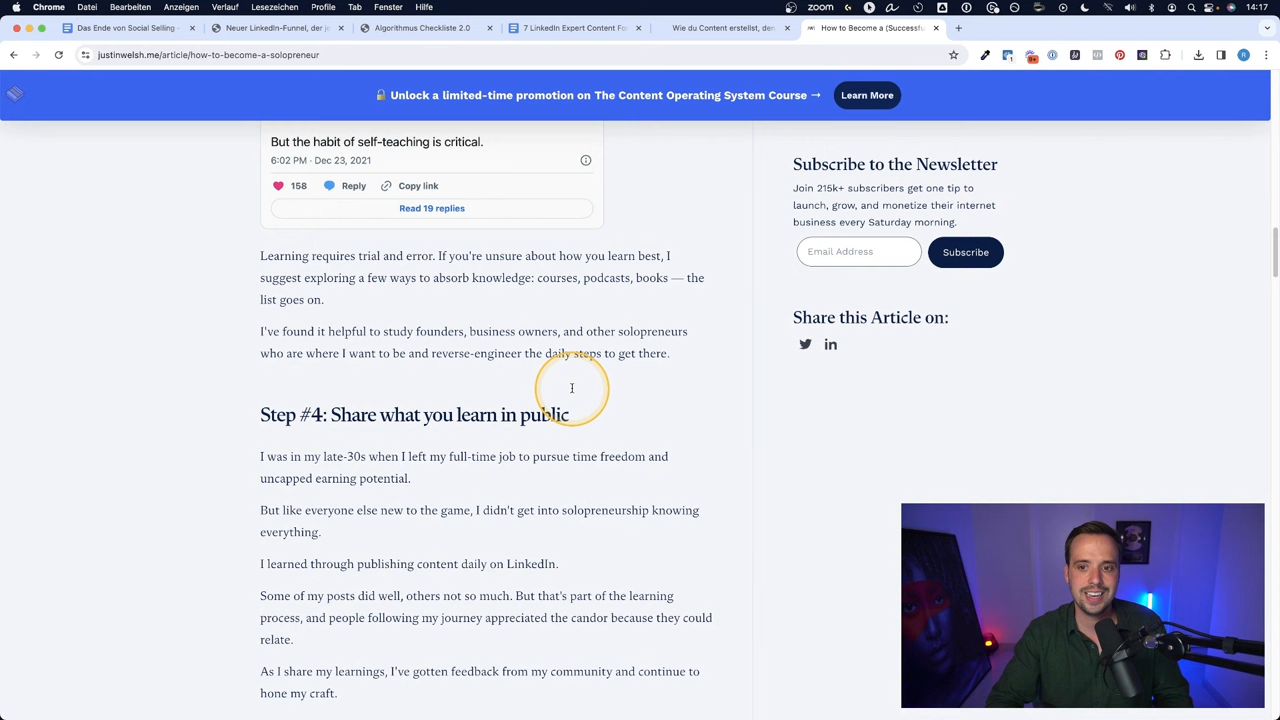 Chrome Ablage Bearbeiten Anzeigen Verlauf Lesezeichen Profile Tab Fenster Hilfe zoom 14:17
Das Ende von Social Selling - Neuer LinkedIn-Funnel, der je Algorithmus Checkliste 2.0 7 LinkedIn Expert Content Fo Wie du Content erstellst, den How to Become a (Successfu
justinwelsh.me/article/how-to-become-a-solopreneur
Unlock a limited-time promotion on The Content Operating System Course → Learn More
But the habit of self-teaching is critical.
6:02 PM · Dec 23, 2021
158 Reply Copy link
Read 19 replies
Learning requires trial and error. If you're unsure about how you learn best, I
suggest exploring a few ways to absorb knowledge: courses, podcasts, books — the
list goes on.
I've found it helpful to study founders, business owners, and other solopreneurs
who are where I want to be and reverse-engineer the daily steps to get there.
Step #4: Share what you learn in public
I was in my late-30s when I left my full-time job to pursue time freedom and
uncapped earning potential.
But like everyone else new to the game, I didn't get into solopreneurship knowing
everything.
I learned through publishing content daily on LinkedIn.
Some of my posts did well, others not so much. But that's part of the learning
process, and people following my journey appreciated the candor because they could
relate.
As I share my learnings, I've gotten feedback from my community and continue to
hone my craft.
Subscribe to the Newsletter
Join 215k+ subscribers get one tip to
launch, grow, and monetize their internet
business every Saturday morning.
Email Address Subscribe
Share this Article on: